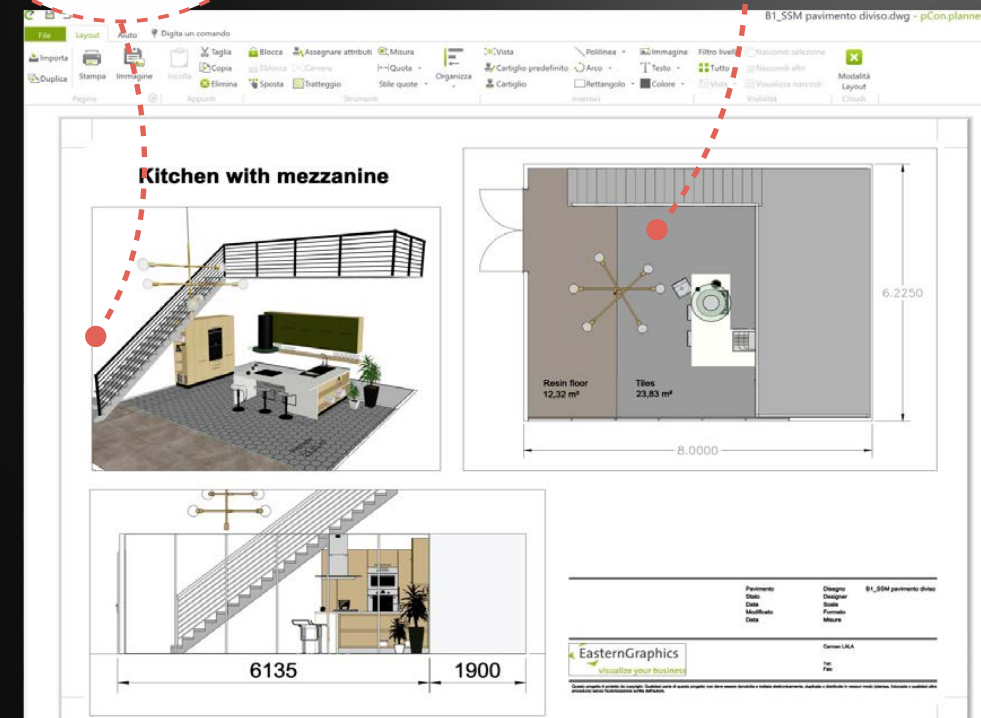 B1_SSM pavimento diviso.dwg - pCon.planne
File Layout Aiuto Digita un comando
Importa
Duplica
Stampa
Immagine
Incolla
Taglia
Copia
Elimina
Blocca
Sblocca
Sposta
Assegnare attributi
Camera
Tratteggio
Misura
Quota
Stile quote
Organizza
Vista
Cartiglio predefinito
Cartiglio
Polilinea
Arco
Rettangolo
Immagine
Testo
Colore
Filtro livelli
Tutto
Vista
Nascondi selezione
Nascondi altri
Visualizza nascosti
Modalità
Layout
Pagina Appunti Strumenti Inserisci Visibilità Chiudi
Kitchen with mezzanine
6.2250
Resin floor
12,32 m²
Tiles
23,83 m²
8.0000
6135 1900
Pavimento
Stato
Data
Modificato
Data
Disegno B1_SSM pavimento diviso
Designer
Scala
Formato
Misure
EasternGraphics
visualize your business
Carmen LALA
Tel:
Fax: